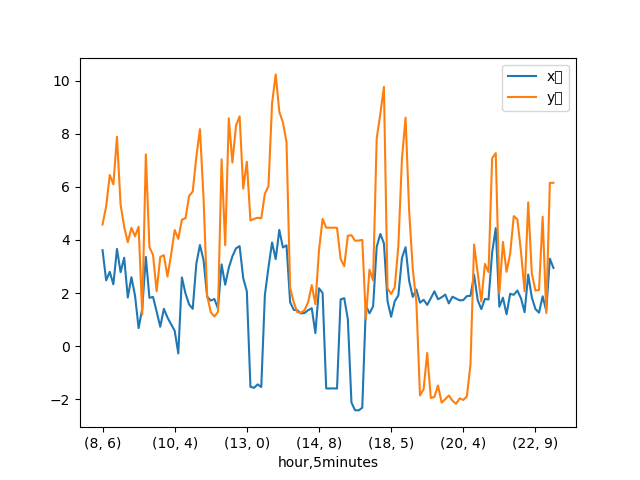 x
y
10
8
6
4
2
0
−2
(8, 6) (10, 4) (13, 0) (14, 8) (18, 5) (20, 4) (22, 9)
hour,5minutes